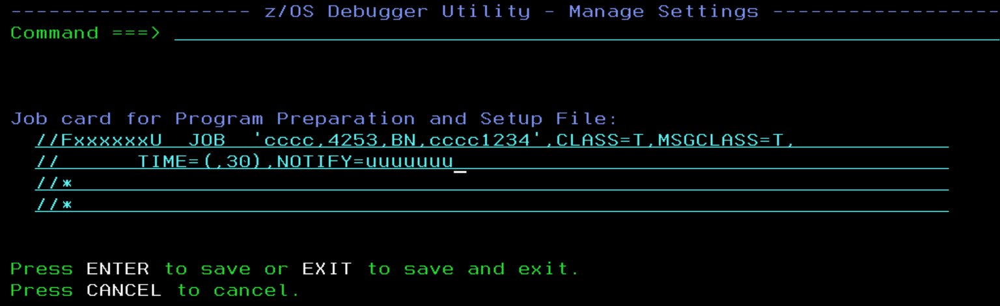 ------------------- z/OS Debugger Utility - Manage Settings ------------------
Command ===>
Job card for Program Preparation and Setup File:
//FxxxxxxU  JOB  'cccc,4253,BN,cccc1234',CLASS=T,MSGCLASS=T,
//      TIME=(,30),NOTIFY=uuuuuuu
//*
//*
Press ENTER to save or EXIT to save and exit.
Press CANCEL to cancel.